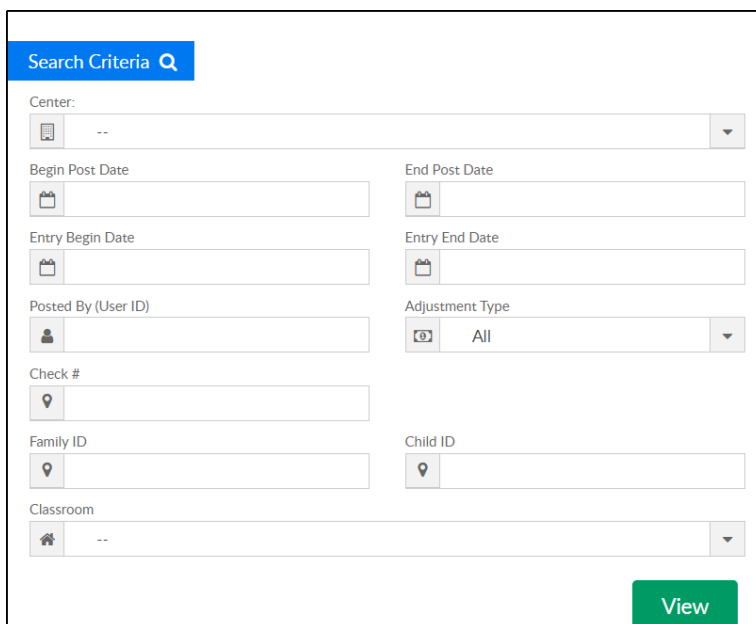 Search Criteria
Center:
--
Begin Post Date
End Post Date
Entry Begin Date
Entry End Date
Posted By (User ID)
Adjustment Type
All
Check #
Family ID
Child ID
Classroom
--
View